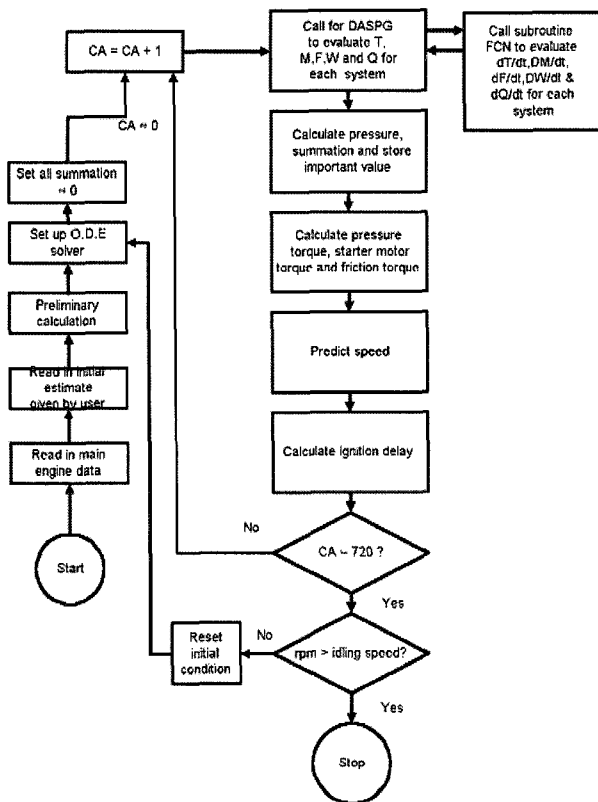 CA = CA + 1
Call for DASPG
to evaluate T,
M,F,W and Q for
each system
Call subroutine
FCN to evaluate
dT/dt,DM/dt,
dF/dt,DW/dt &
dQ/dt for each
system
CA = 0
Calculate pressure,
summation and store
important value
Set all summation
= 0
Set up O.D.E
solver
Calculate pressure
torque, starter motor
torque and friction torque
Preliminary
calculation
Predict speed
Read in initial
estimate
given by user
Calculate ignition delay
Read in main
engine data
Start
No
CA = 720 ?
Yes
Reset
initial
condition
No
rpm > idling speed?
Yes
Stop